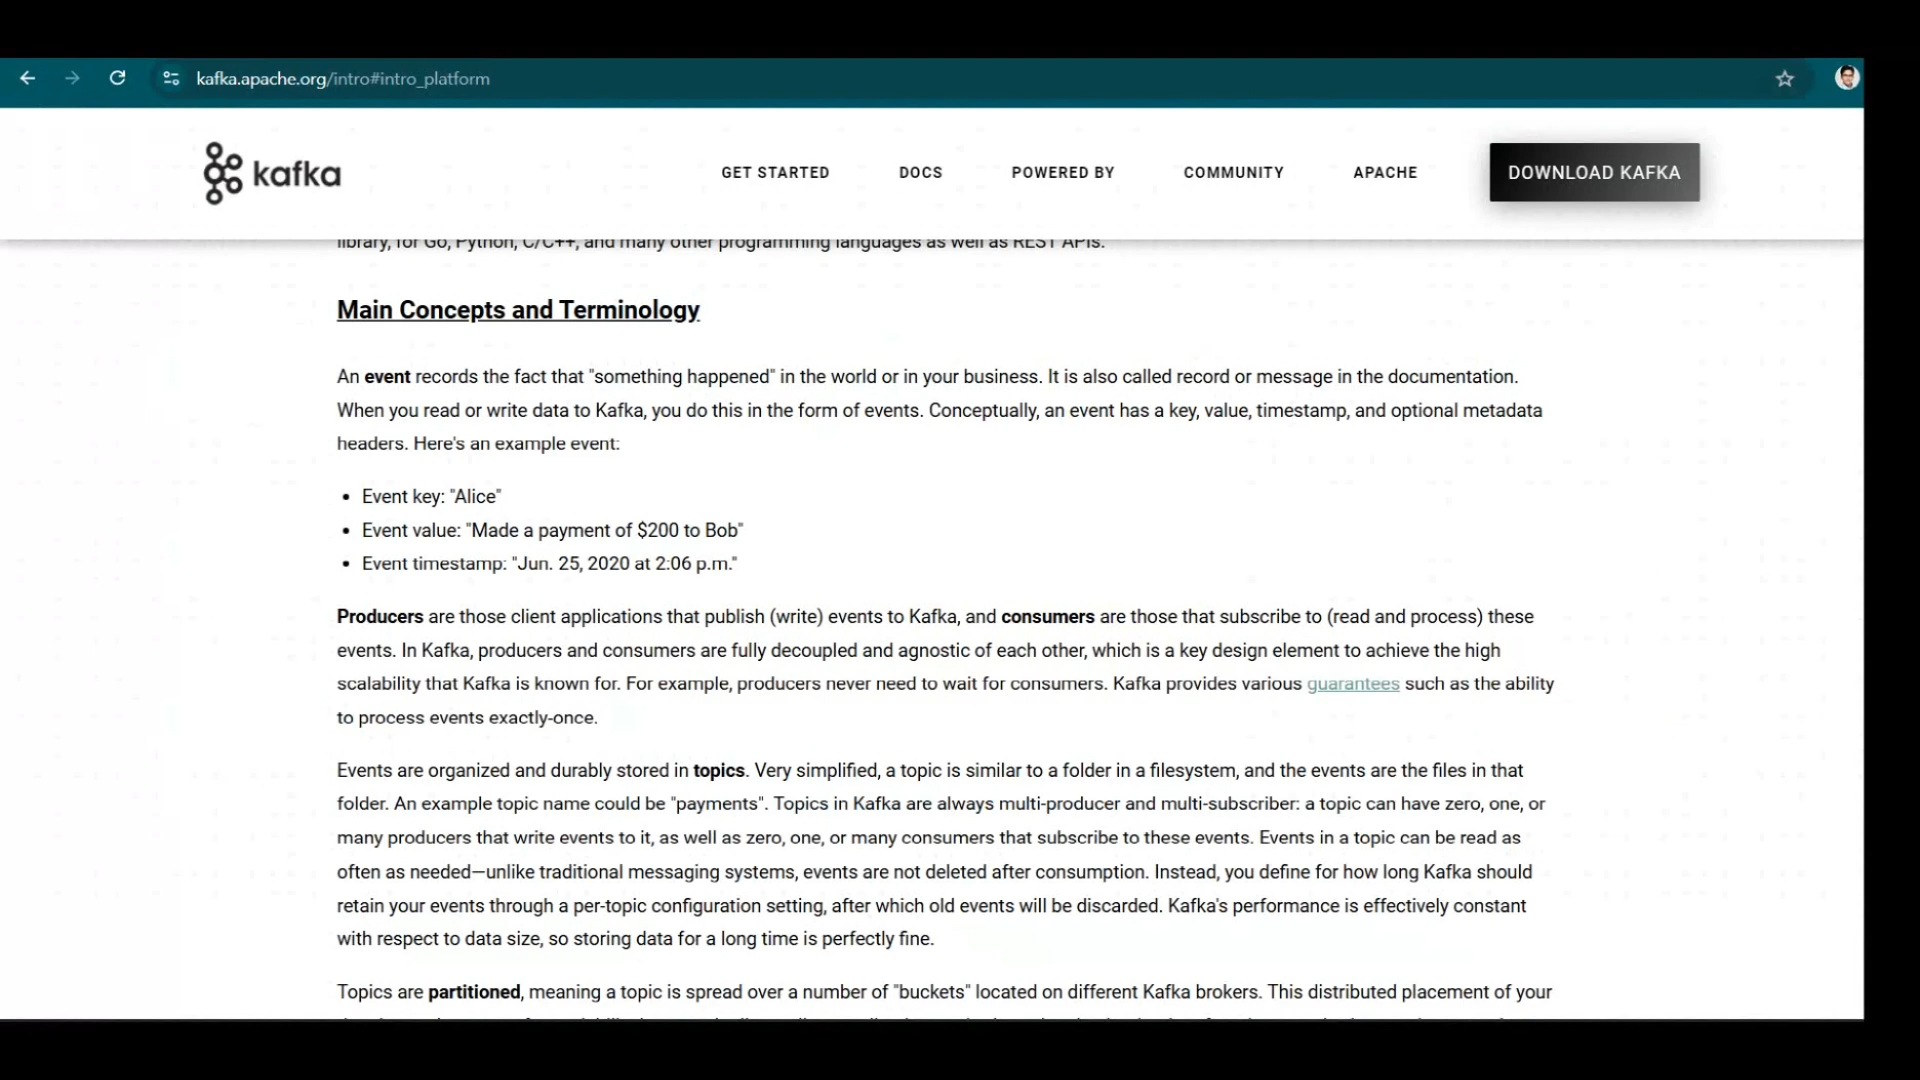 kafka.apache.org/intro#intro_platform
kafka
GET STARTED
DOCS
POWERED BY
COMMUNITY
APACHE
DOWNLOAD KAFKA
library, for Go, Python, C/C++, and many other programming languages as well as REST APIs.
Main Concepts and Terminology
An event records the fact that "something happened" in the world or in your business. It is also called record or message in the documentation.
When you read or write data to Kafka, you do this in the form of events. Conceptually, an event has a key, value, timestamp, and optional metadata
headers. Here's an example event:
• Event key: "Alice"
• Event value: "Made a payment of $200 to Bob"
• Event timestamp: "Jun. 25, 2020 at 2:06 p.m."
Producers are those client applications that publish (write) events to Kafka, and consumers are those that subscribe to (read and process) these
events. In Kafka, producers and consumers are fully decoupled and agnostic of each other, which is a key design element to achieve the high
scalability that Kafka is known for. For example, producers never need to wait for consumers. Kafka provides various guarantees such as the ability
to process events exactly-once.
Events are organized and durably stored in topics. Very simplified, a topic is similar to a folder in a filesystem, and the events are the files in that
folder. An example topic name could be "payments". Topics in Kafka are always multi-producer and multi-subscriber: a topic can have zero, one, or
many producers that write events to it, as well as zero, one, or many consumers that subscribe to these events. Events in a topic can be read as
often as needed—unlike traditional messaging systems, events are not deleted after consumption. Instead, you define for how long Kafka should
retain your events through a per-topic configuration setting, after which old events will be discarded. Kafka's performance is effectively constant
with respect to data size, so storing data for a long time is perfectly fine.
Topics are partitioned, meaning a topic is spread over a number of "buckets" located on different Kafka brokers. This distributed placement of your